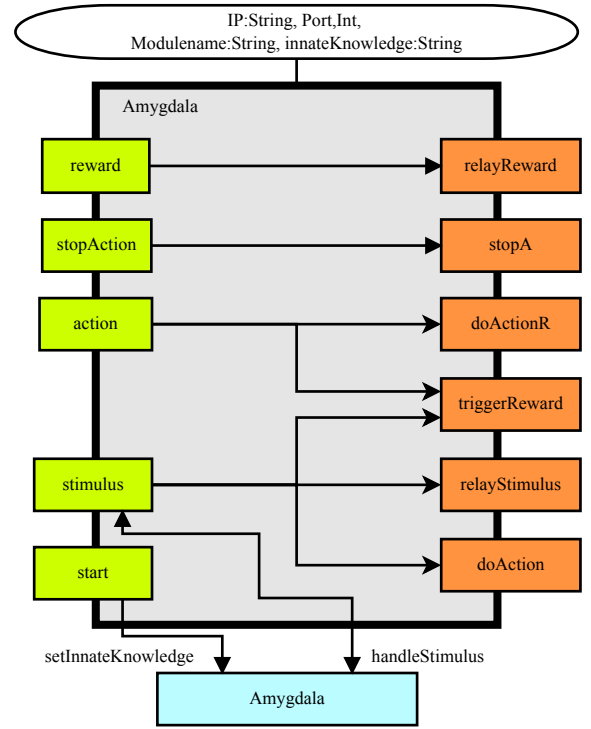 IP:String, Port,Int,
Modulename:String, innateKnowledge:String
Amygdala
reward
relayReward
stopAction
stopA
action
doActionR
triggerReward
stimulus
relayStimulus
start
doAction
setInnateKnowledge
handleStimulus
Amygdala